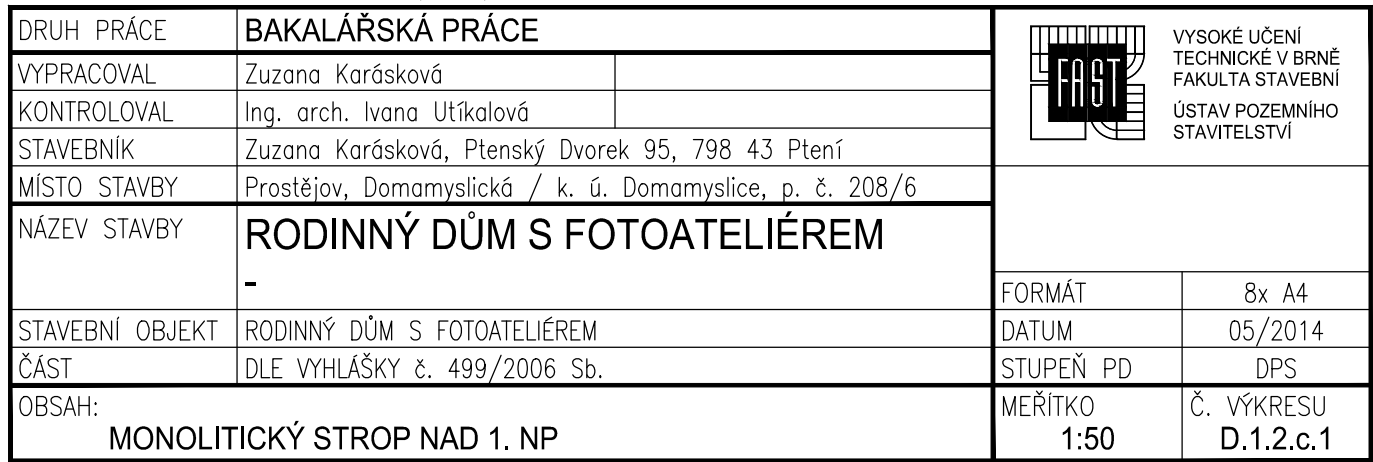 DRUH PRÁCE BAKALÁŘSKÁ PRÁCE
VYPRACOVAL Zuzana Karásková
KONTROLOVAL Ing. arch. Ivana Utíkalová
STAVEBNÍK Zuzana Karásková, Ptenský Dvorek 95, 798 43 Ptení
MÍSTO STAVBY Prostějov, Domamyslická / k. ú. Domamyslice, p. č. 208/6
NÁZEV STAVBY RODINNÝ DŮM S FOTOATELIÉREM
-
STAVEBNÍ OBJEKT RODINNÝ DŮM S FOTOATELIÉREM
ČÁST DLE VYHLÁŠKY č. 499/2006 Sb.
OBSAH:
MONOLITICKÝ STROP NAD 1. NP
FAST
VYSOKÉ UČENÍ
TECHNICKÉ V BRNĚ
FAKULTA STAVEBNÍ
ÚSTAV POZEMNÍHO
STAVITELSTVÍ
FORMÁT 8x A4
DATUM 05/2014
STUPEŇ PD DPS
MEŘÍTKO Č. VÝKRESU
1:50 D.1.2.c.1